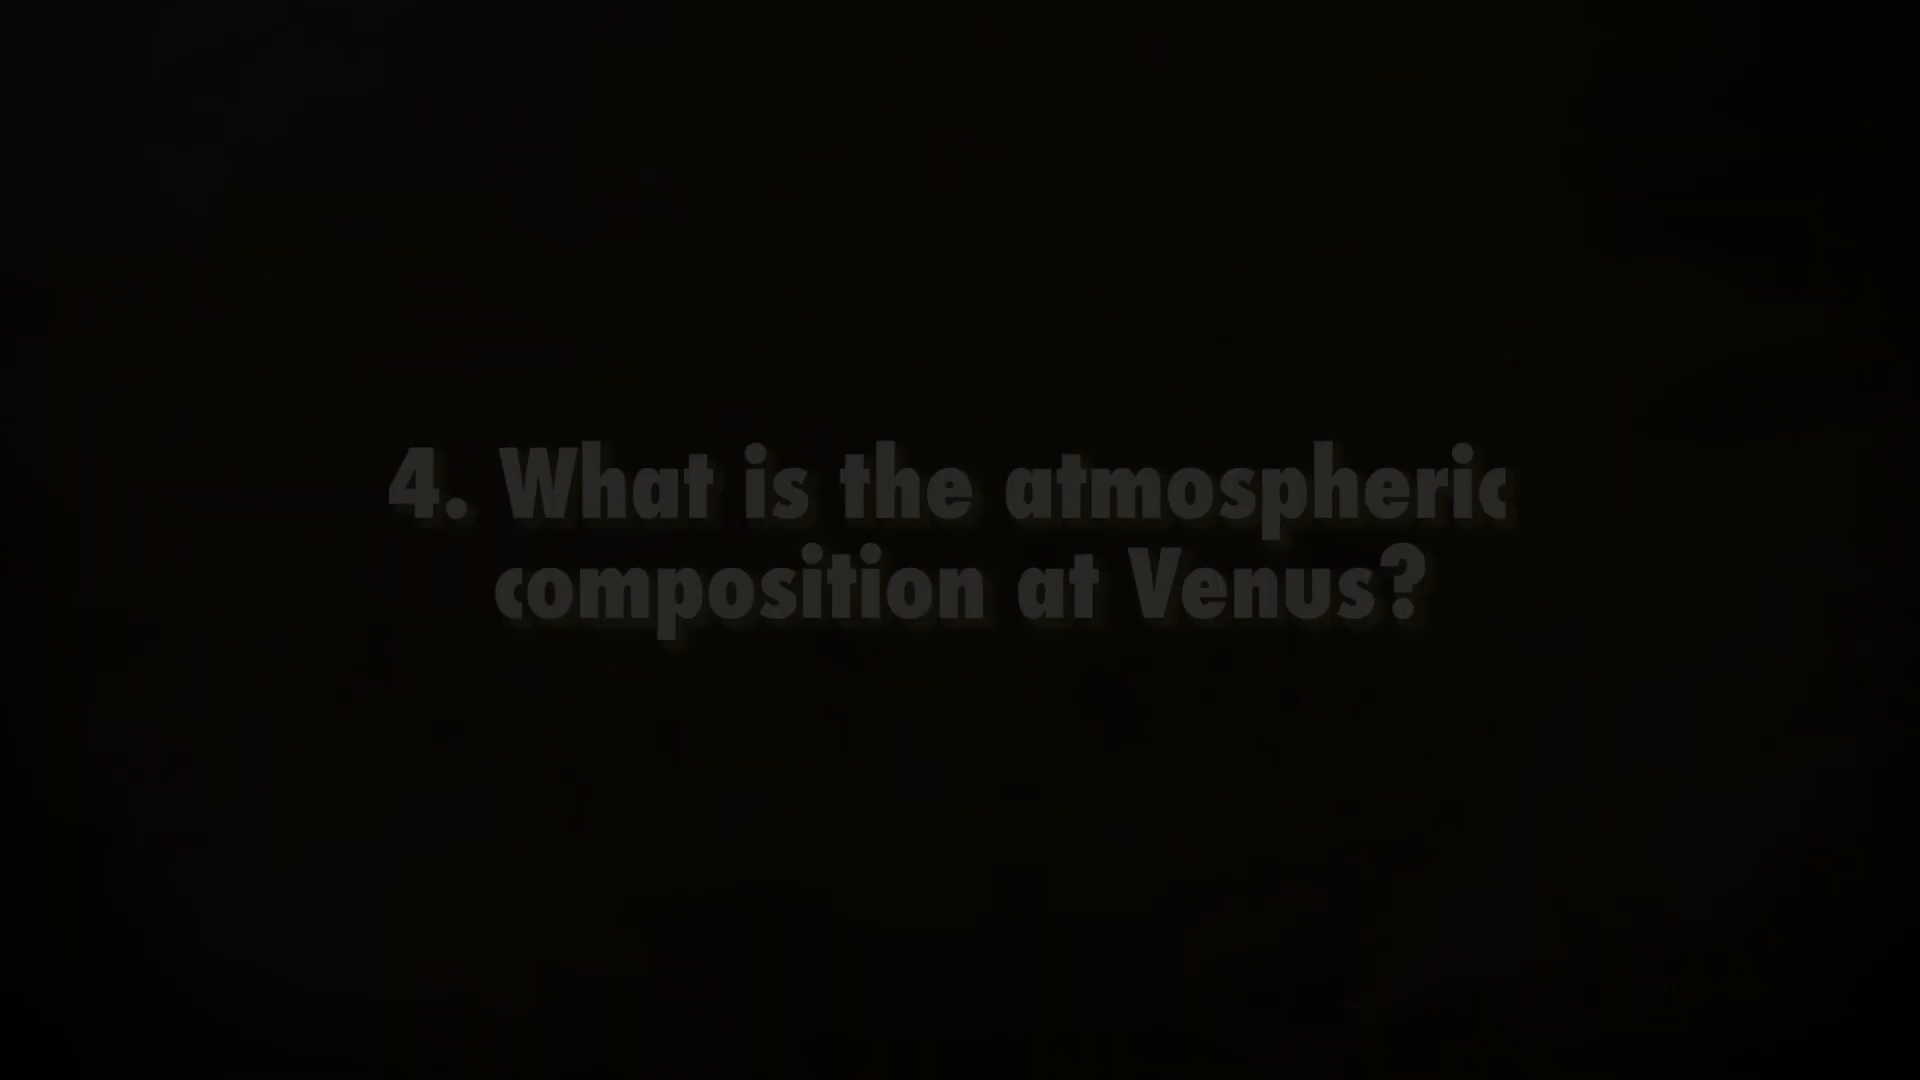 4. What is the atmospheric
composition at Venus?